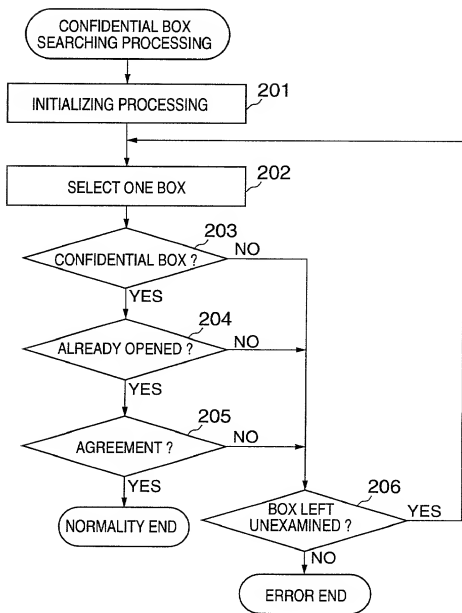 CONFIDENTIAL BOX
SEARCHING PROCESSING
INITIALIZING PROCESSING
201
SELECT ONE BOX
202
203
CONFIDENTIAL BOX ?
NO
YES
204
ALREADY OPENED ?
NO
YES
205
AGREEMENT ?
NO
YES
206
NORMALITY END
BOX LEFT
UNEXAMINED ?
YES
NO
ERROR END